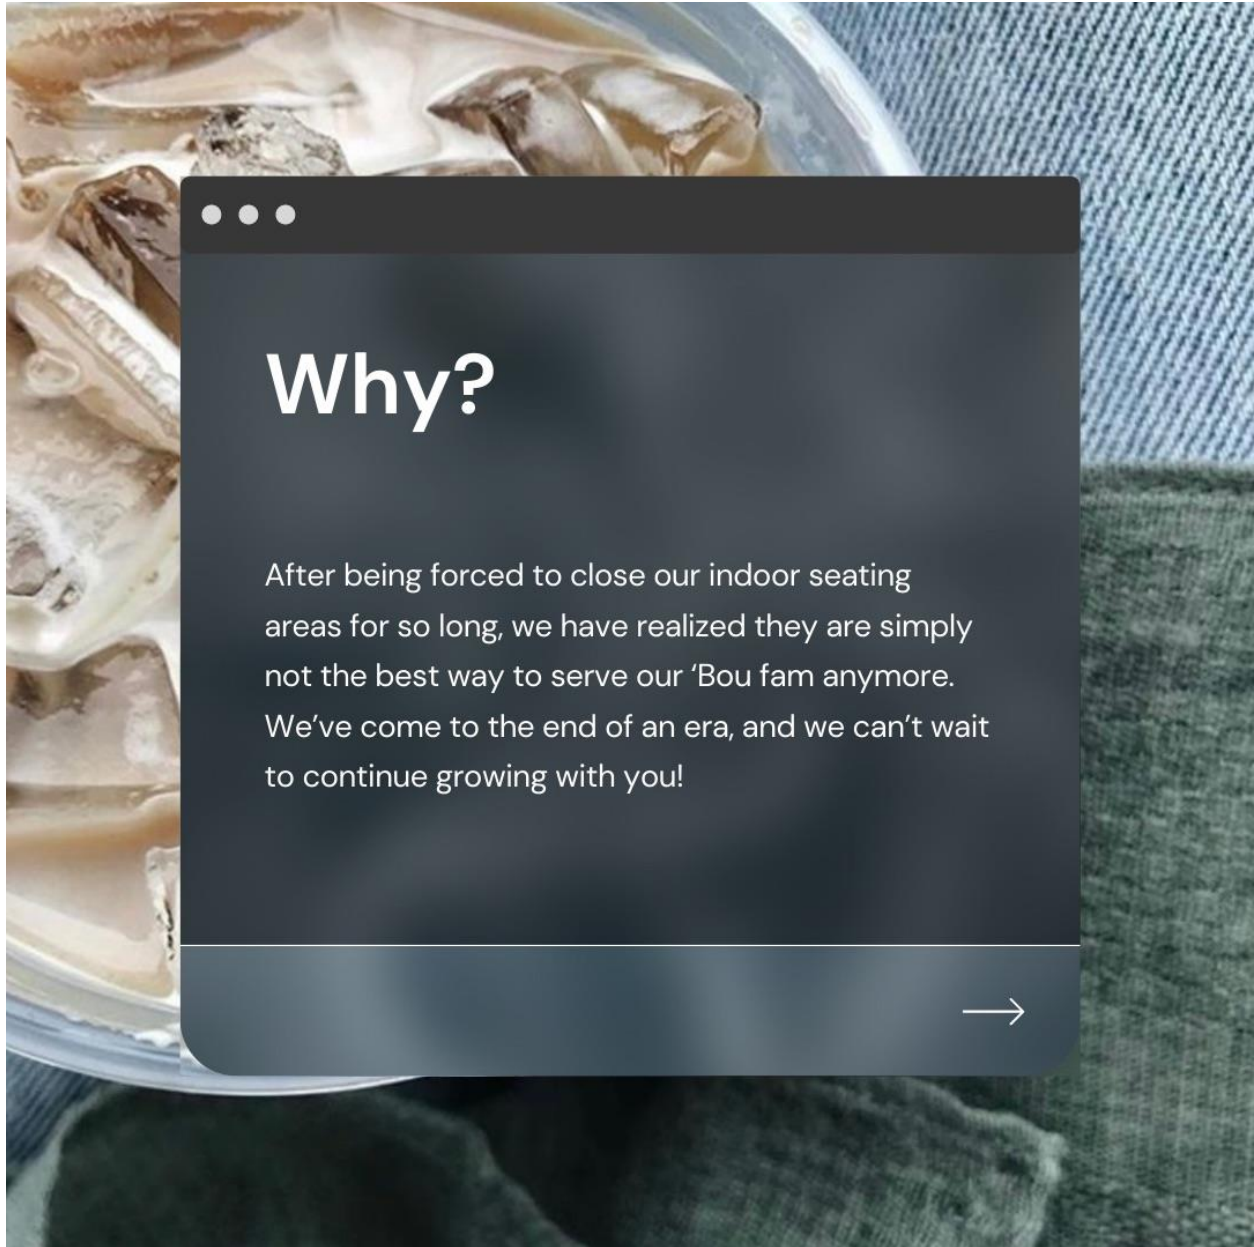 Why?
After being forced to close our indoor seating
areas for so long, we have realized they are simply
not the best way to serve our ‘Bou fam anymore.
We’ve come to the end of an era, and we can’t wait
to continue growing with you!